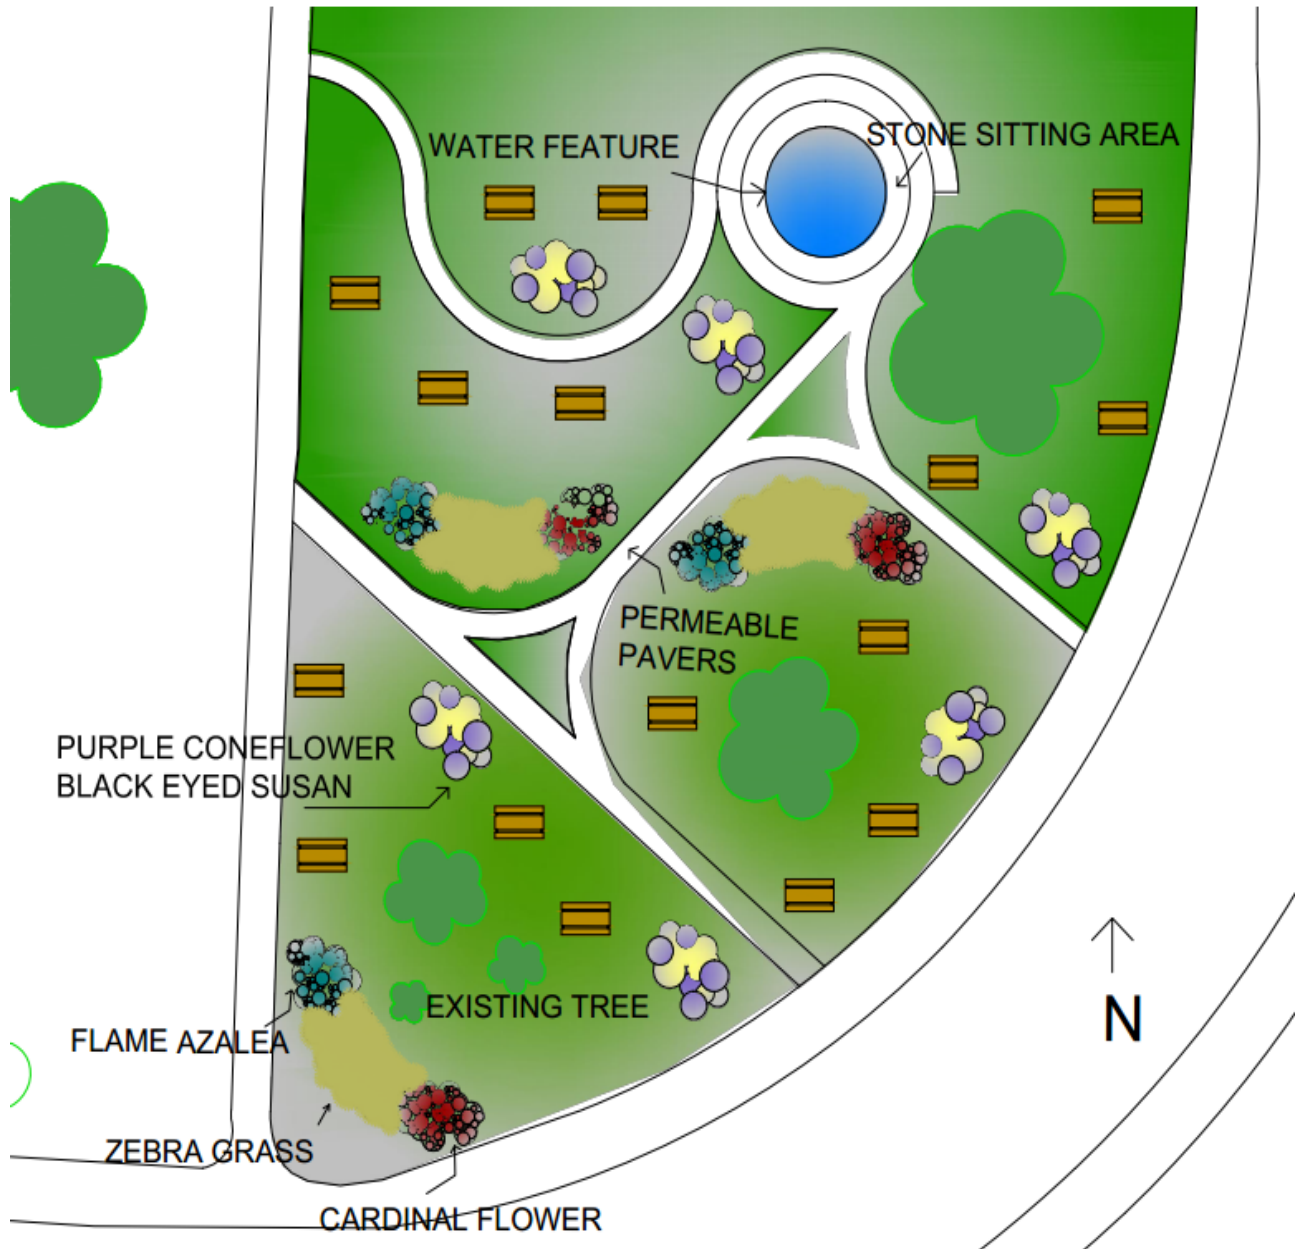 WATER FEATURE
STONE SITTING AREA
PERMEABLE
PAVERS
PURPLE CONEFLOWER
BLACK EYED SUSAN
EXISTING TREE
N
FLAME AZALEA
ZEBRA GRASS
CARDINAL FLOWER